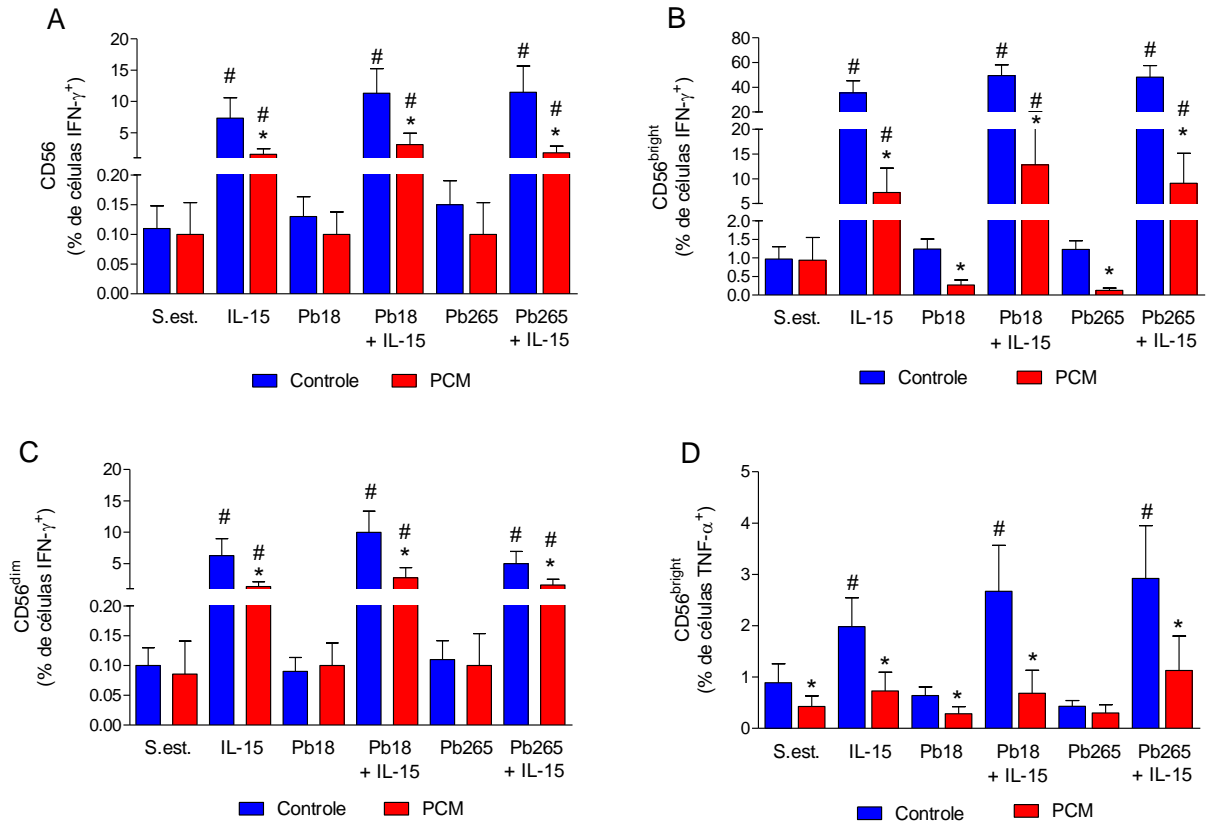 A
CD56
(% de células IFN-γ⁺)
20
15
10
5
0.20
0.15
0.10
0.05
0.00
# # * # # * # # *
S.est. IL-15 Pb18 Pb18 Pb265 Pb265
+ IL-15 + IL-15
Controle PCM
B
CD56bright
(% de células IFN-γ⁺)
80
60
40
20
20
15
10
5
2.0
1.5
1.0
0.5
0.0
# # * * # # * * # # *
S.est. IL-15 Pb18 Pb18 Pb265 Pb265
+ IL-15 + IL-15
Controle PCM
C
CD56dim
(% de células IFN-γ⁺)
20
15
10
5
0.20
0.15
0.10
0.05
0.00
# # * # # * # # *
S.est. IL-15 Pb18 Pb18 Pb265 Pb265
+ IL-15 + IL-15
Controle PCM
D
CD56bright
(% de células TNF-α⁺)
5
4
3
2
1
0
* # * * # * # *
S.est. IL-15 Pb18 Pb18 Pb265 Pb265
+ IL-15 + IL-15
Controle PCM